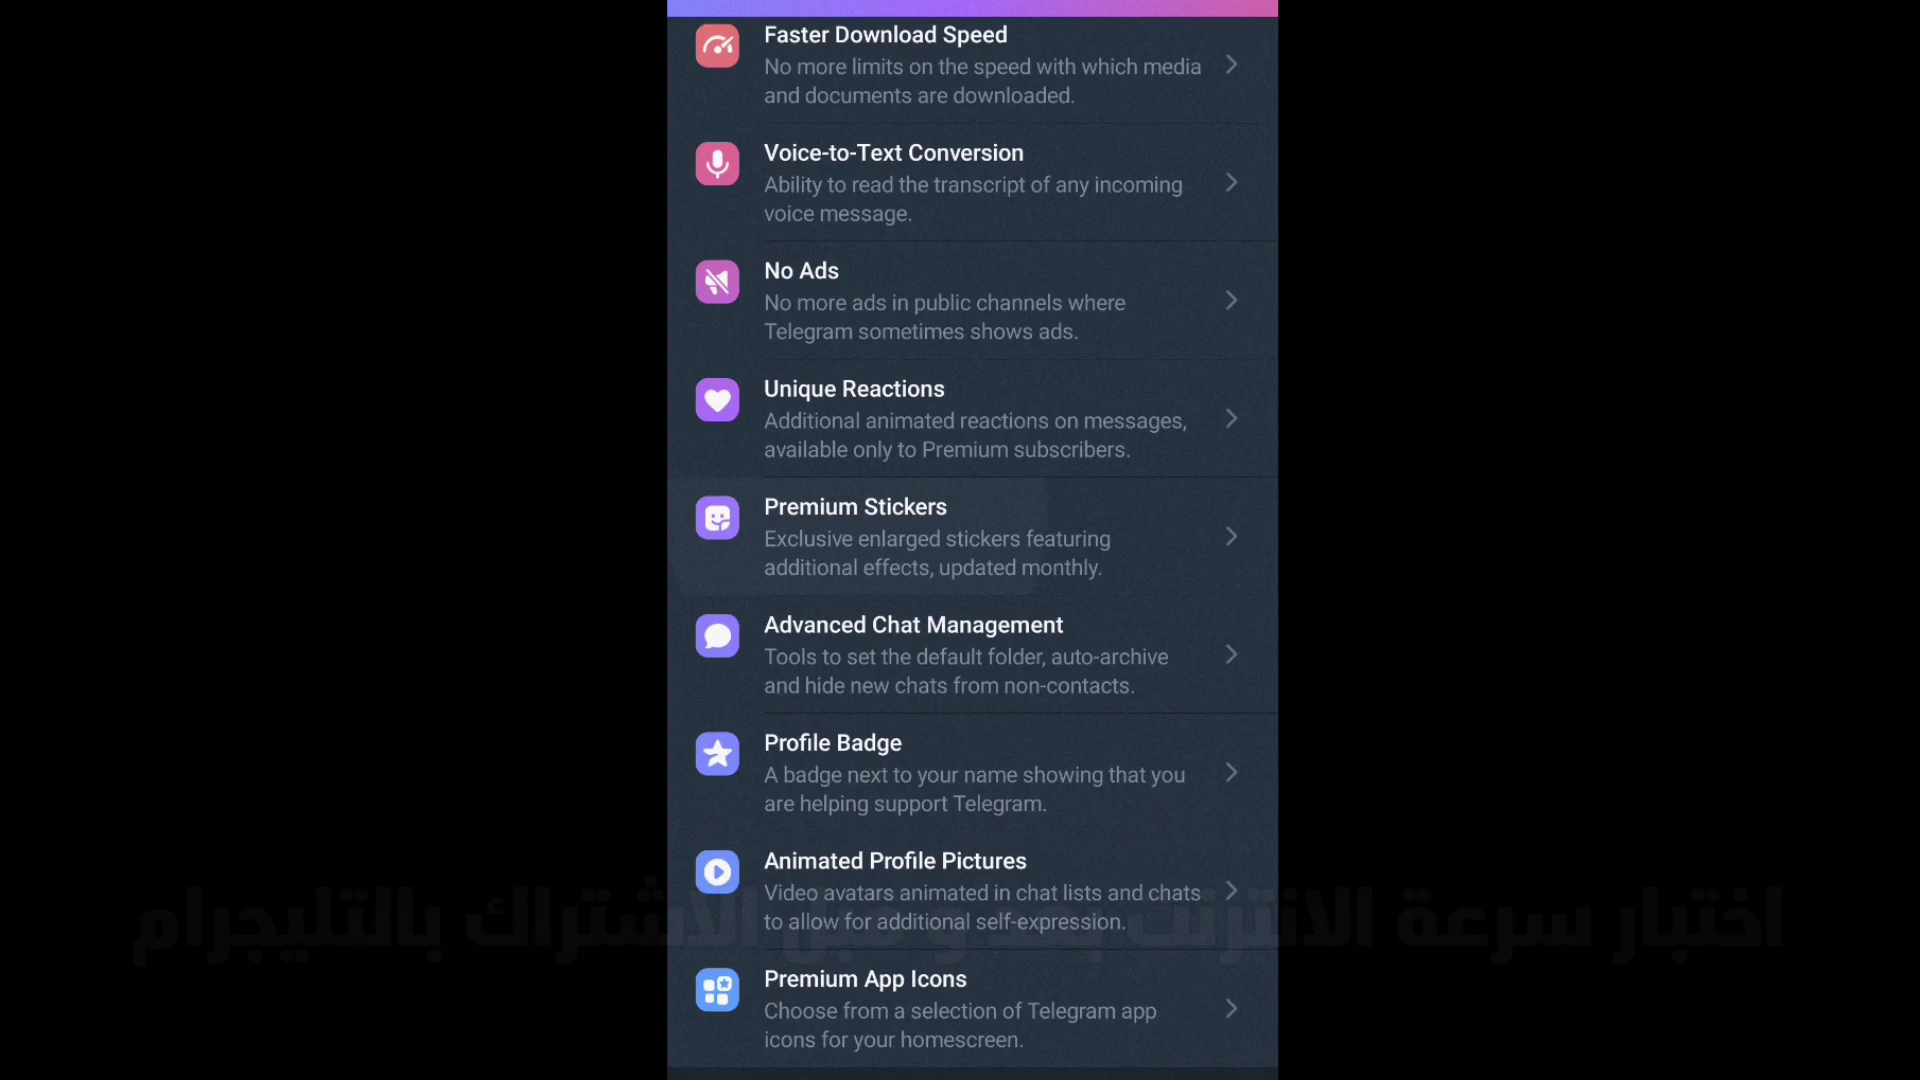 Faster Download Speed
No more limits on the speed with which media
and documents are downloaded.
Voice-to-Text Conversion
Ability to read the transcript of any incoming
voice message.
No Ads
No more ads in public channels where
Telegram sometimes shows ads.
Unique Reactions
Additional animated reactions on messages,
available only to Premium subscribers.
Premium Stickers
Exclusive enlarged stickers featuring
additional effects, updated monthly.
Advanced Chat Management
Tools to set the default folder, auto-archive
and hide new chats from non-contacts.
Profile Badge
A badge next to your name showing that you
are helping support Telegram.
Animated Profile Pictures
Video avatars animated in chat lists and chats
to allow for additional self-expression.
اختبار سرعة الانترنت بعد و قبل الاشتراك بالتليجرام
Premium App Icons
Choose from a selection of Telegram app
icons for your homescreen.